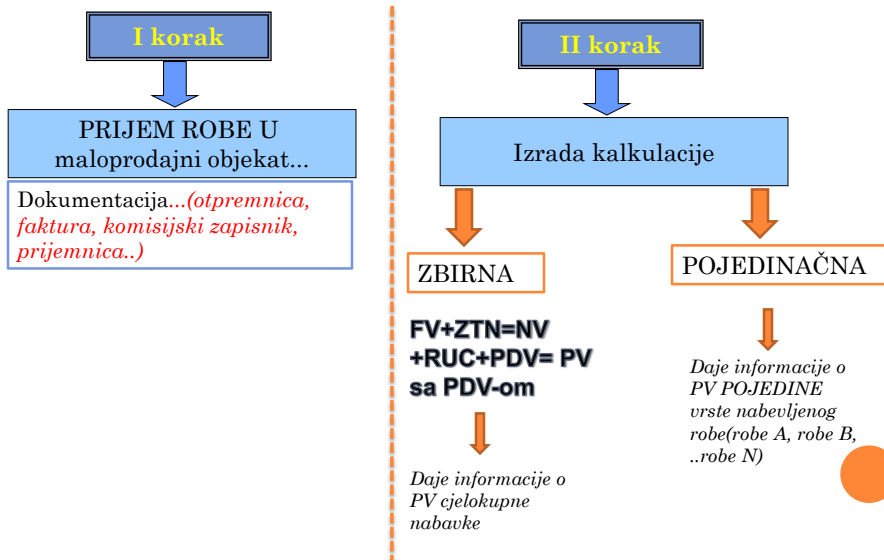 I korak
PRIJEM ROBE U
maloprodajni objekat...
Dokumentacija...(otpremnica,
faktura, komisijski zapisnik,
prijemnica..)
II korak
Izrada kalkulacije
ZBIRNA
FV+ZTN=NV
+RUC+PDV= PV
sa PDV-om
Daje informacije o
PV cjelokupne
nabavke
POJEDINAČNA
Daje informacije o
PV POJEDINE
vrste nabevljenog
robe(robe A, robe B,
..robe N)